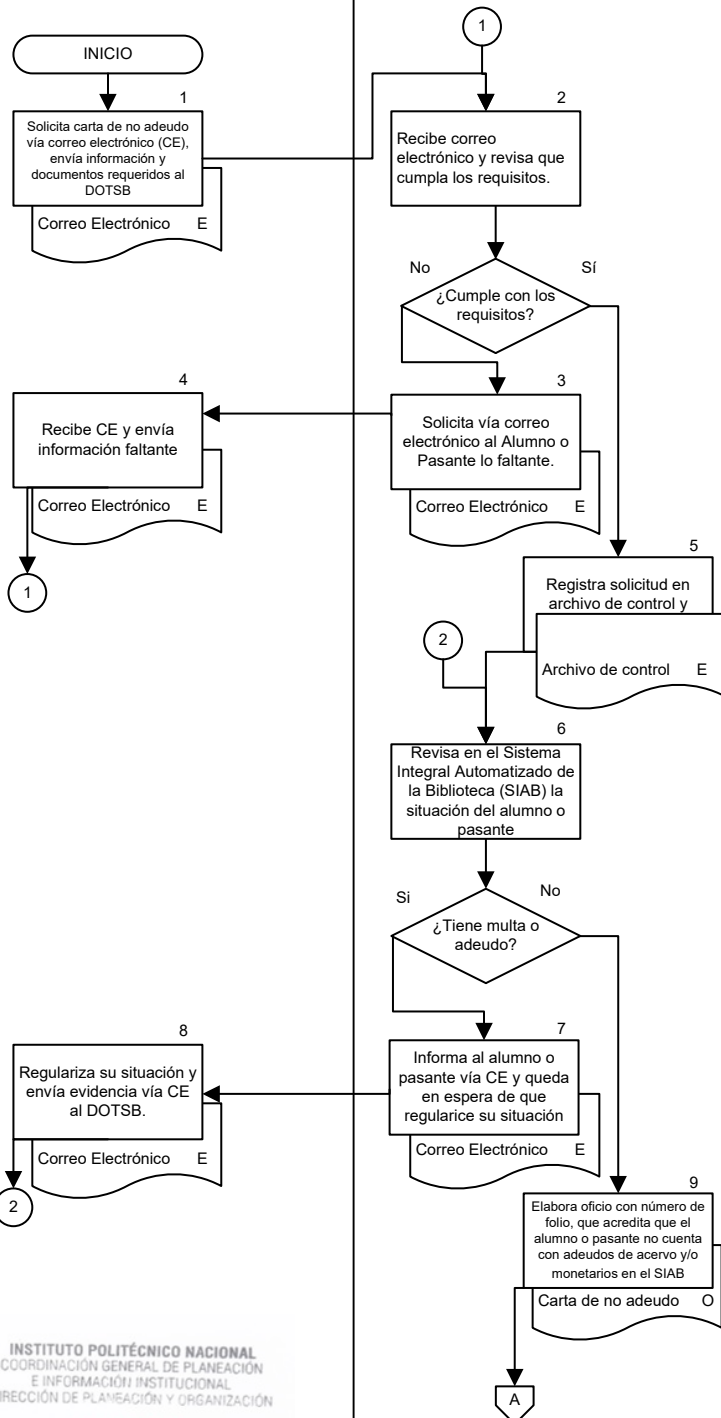 INICIO
1
Solicita carta de no adeudo
vía correo electrónico (CE),
envía información y
documentos requeridos al
DOTSB
Correo Electrónico E
1
2
Recibe correo
electrónico y revisa que
cumpla los requisitos.
No
Sí
¿Cumple con los
requisitos?
3
Solicita vía correo
electrónico al Alumno o
Pasante lo faltante.
Correo Electrónico E
4
Recibe CE y envía
información faltante
Correo Electrónico E
1
5
Registra solicitud en
archivo de control y
Archivo de control E
2
6
Revisa en el Sistema
Integral Automatizado de
la Biblioteca (SIAB) la
situación del alumno o
pasante
Si
No
¿Tiene multa o
adeudo?
7
Informa al alumno o
pasante vía CE y queda
en espera de que
regularice su situación
Correo Electrónico E
8
Regulariza su situación y
envía evidencia vía CE
al DOTSB.
Correo Electrónico E
2
9
Elabora oficio con número de
folio, que acredita que el
alumno o pasante no cuenta
con adeudos de acervo y/o
monetarios en el SIAB
Carta de no adeudo O
A
INSTITUTO POLITÉCNICO NACIONAL
COORDINACIÓN GENERAL DE PLANEACIÓN
E INFORMACIÓN INSTITUCIONAL
DIRECCIÓN DE PLANEACIÓN Y ORGANIZACIÓN